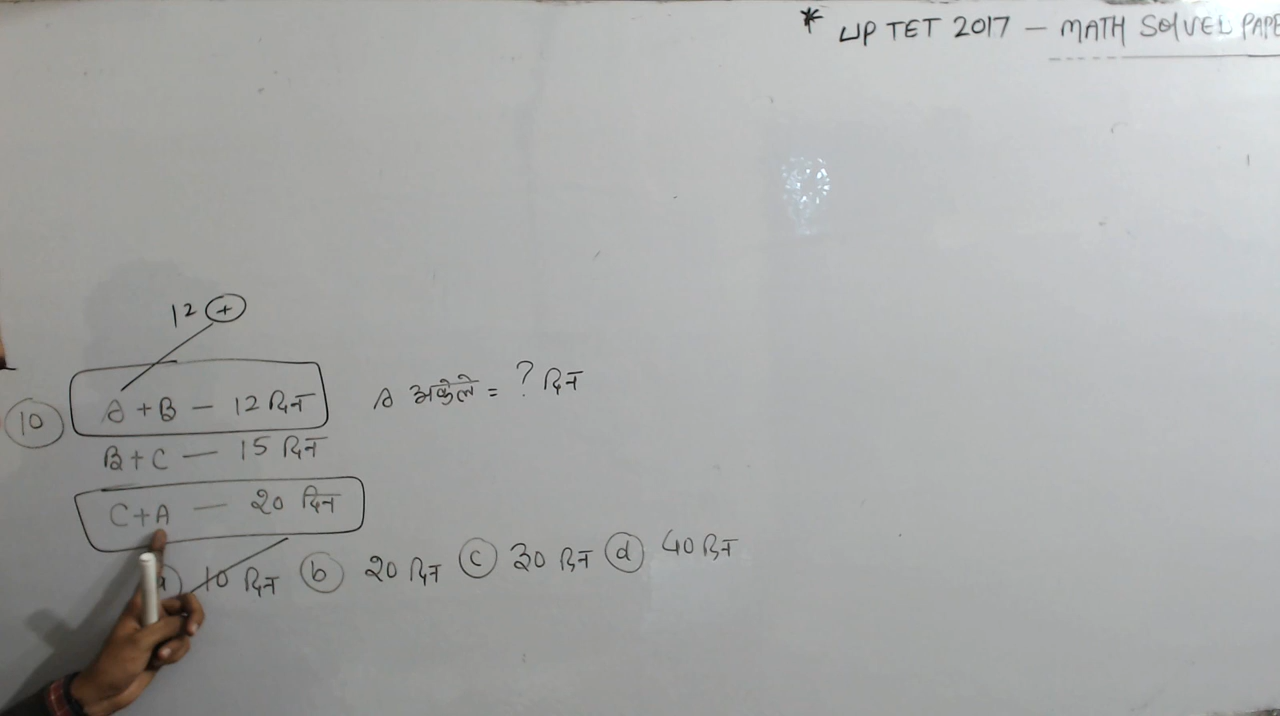 * UP TET 2017 - MATH SOLVED PAPE
12 +
10 A + B - 12 दिन
A अकेले = ? दिन
B + C - 15 दिन
C + A - 20 दिन
a 10 दिन b 20 दिन c 30 दिन d 40 दिन